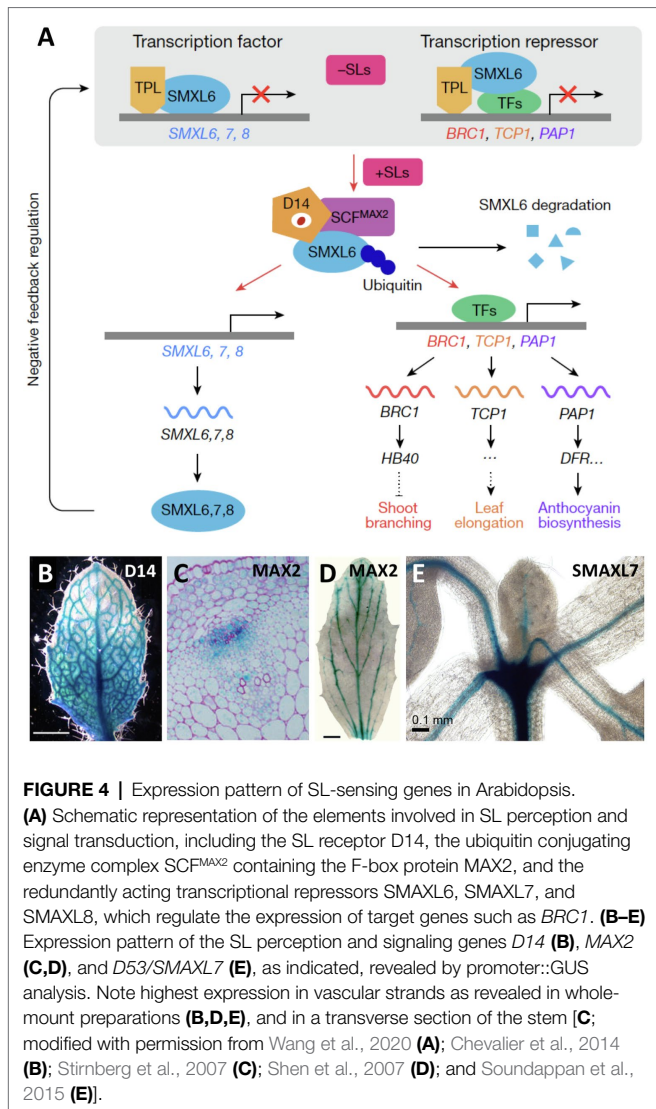 A
Transcription factor
Transcription repressor
–SLs
TPL
SMXL6
SMXL6, 7, 8
TPL
SMXL6
TFs
BRC1, TCP1, PAP1
+SLs
Negative feedback regulation
D14
SCFMAX2
SMXL6
Ubiquitin
SMXL6 degradation
SMXL6, 7, 8
TFs
BRC1, TCP1, PAP1
SMXL6,7,8
BRC1
TCP1
PAP1
HB40
...
DFR...
SMXL6,7,8
Shoot
branching
Leaf
elongation
Anthocyanin
biosynthesis
B
D14
C
MAX2
D
MAX2
E
SMAXL7
0.1 mm
FIGURE 4 | Expression pattern of SL-sensing genes in Arabidopsis.
(A) Schematic representation of the elements involved in SL perception and
signal transduction, including the SL receptor D14, the ubiquitin conjugating
enzyme complex SCFMAX2 containing the F-box protein MAX2, and the
redundantly acting transcriptional repressors SMAXL6, SMAXL7, and
SMAXL8, which regulate the expression of target genes such as BRC1. (B–E)
Expression pattern of the SL perception and signaling genes D14 (B), MAX2
(C,D), and D53/SMAXL7 (E), as indicated, revealed by promoter::GUS
analysis. Note highest expression in vascular strands as revealed in whole-
mount preparations (B,D,E), and in a transverse section of the stem [C;
modified with permission from Wang et al., 2020 (A); Chevalier et al., 2014
(B); Stirnberg et al., 2007 (C); Shen et al., 2007 (D); and Soundappan et al.,
2015 (E)].